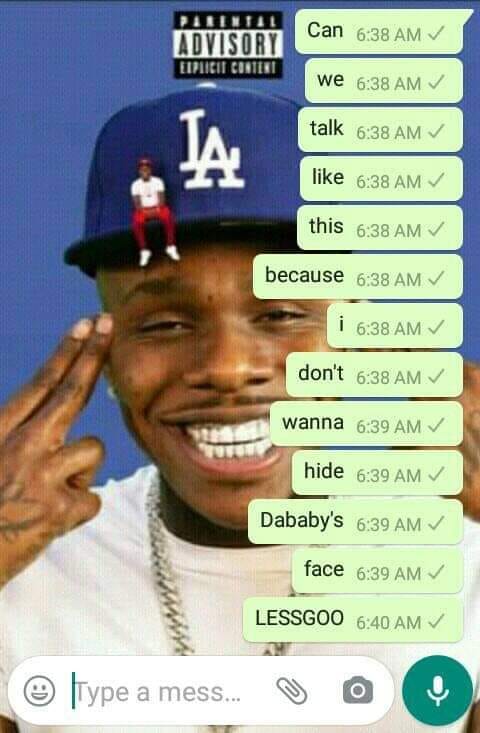 PARENTAL
ADVISORY
EXPLICIT CONTENT
LA
Can 6:38 AM
we 6:38 AM
talk 6:38 AM
like 6:38 AM
this 6:38 AM
because 6:38 AM
i 6:38 AM
don't 6:38 AM
wanna 6:39 AM
hide 6:39 AM
Dababy's 6:39 AM
face 6:39 AM
LESSGOO 6:40 AM
Type a mess...